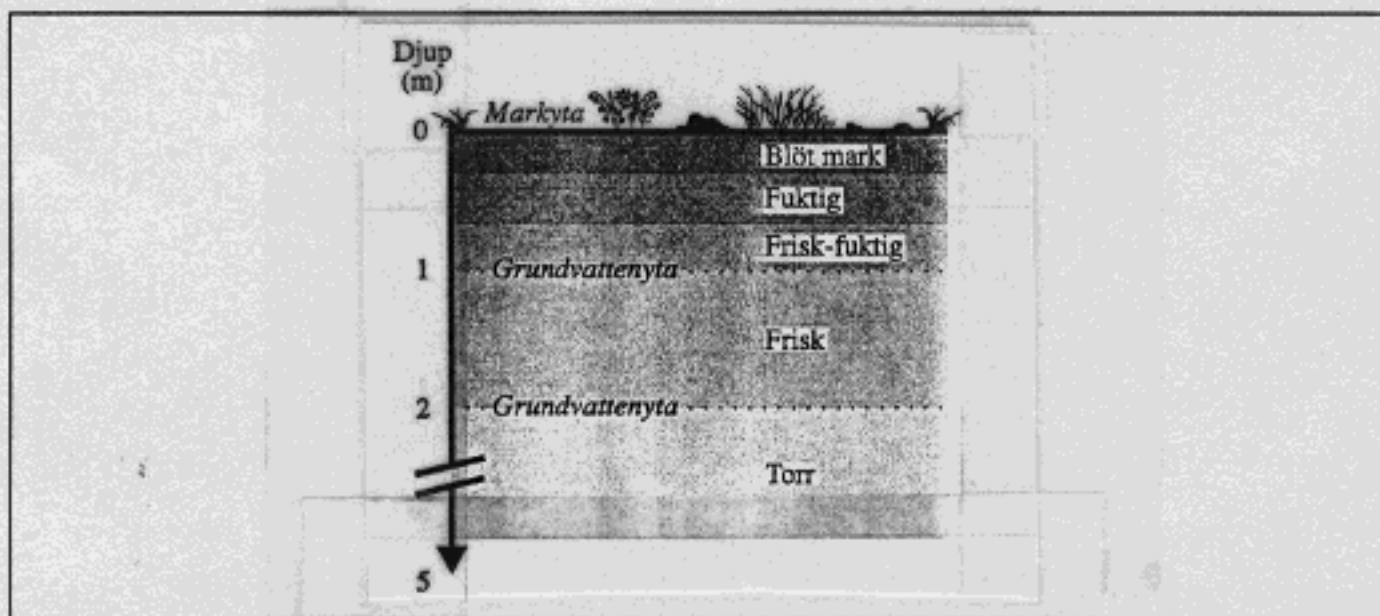 Djup
(m)
Markyta
0
Blöt mark
Fuktig
Frisk-fuktig
1
Grundvattenyta
Frisk
2
Grundvattenyta
Torr
5